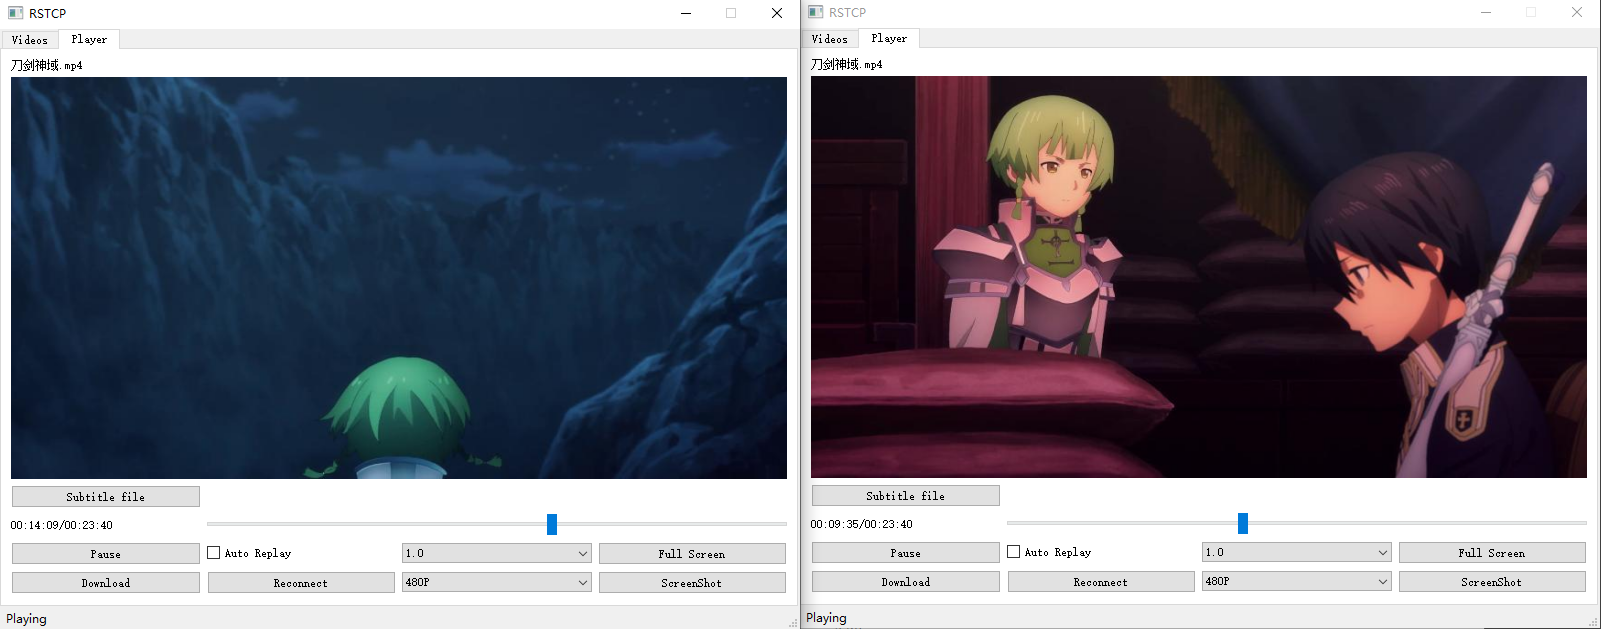 RSTCP
Videos Player
刀剑神域.mp4
Subtitle file
00:14:09/00:23:40
Pause Auto Replay 1.0 Full Screen
Download Reconnect 480P ScreenShot
Playing
RSTCP
Videos Player
刀剑神域.mp4
Subtitle file
00:09:35/00:23:40
Pause Auto Replay 1.0 Full Screen
Download Reconnect 480P ScreenShot
Playing